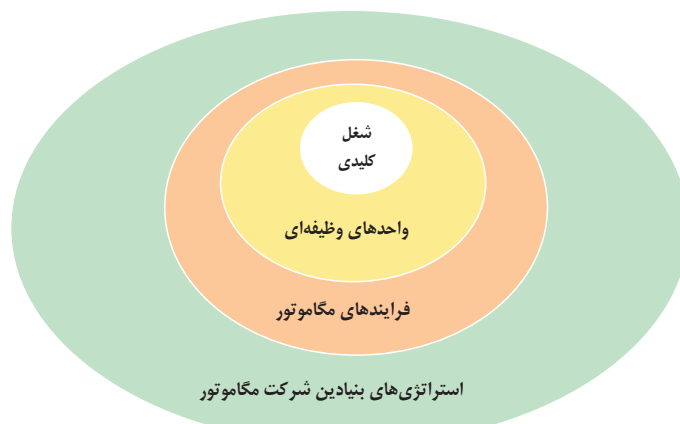 شغل
کلیدی
واحدهای وظیفه‌ای
فرایندهای مگاموتور
استراتژی‌های بنیادین شرکت مگاموتور